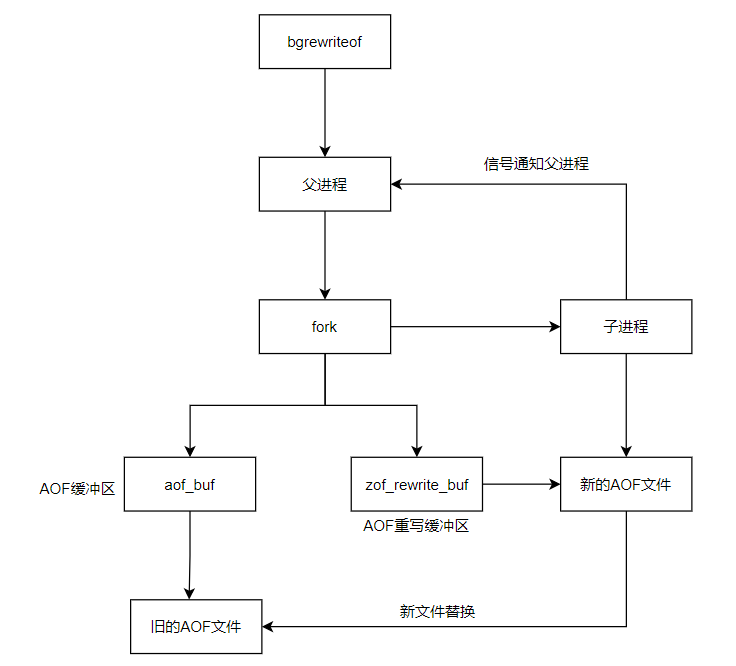 bgrewriteof
信号通知父进程
父进程
fork
子进程
AOF缓冲区
aof_buf
zof_rewrite_buf
新的AOF文件
AOF重写缓冲区
新文件替换
旧的AOF文件